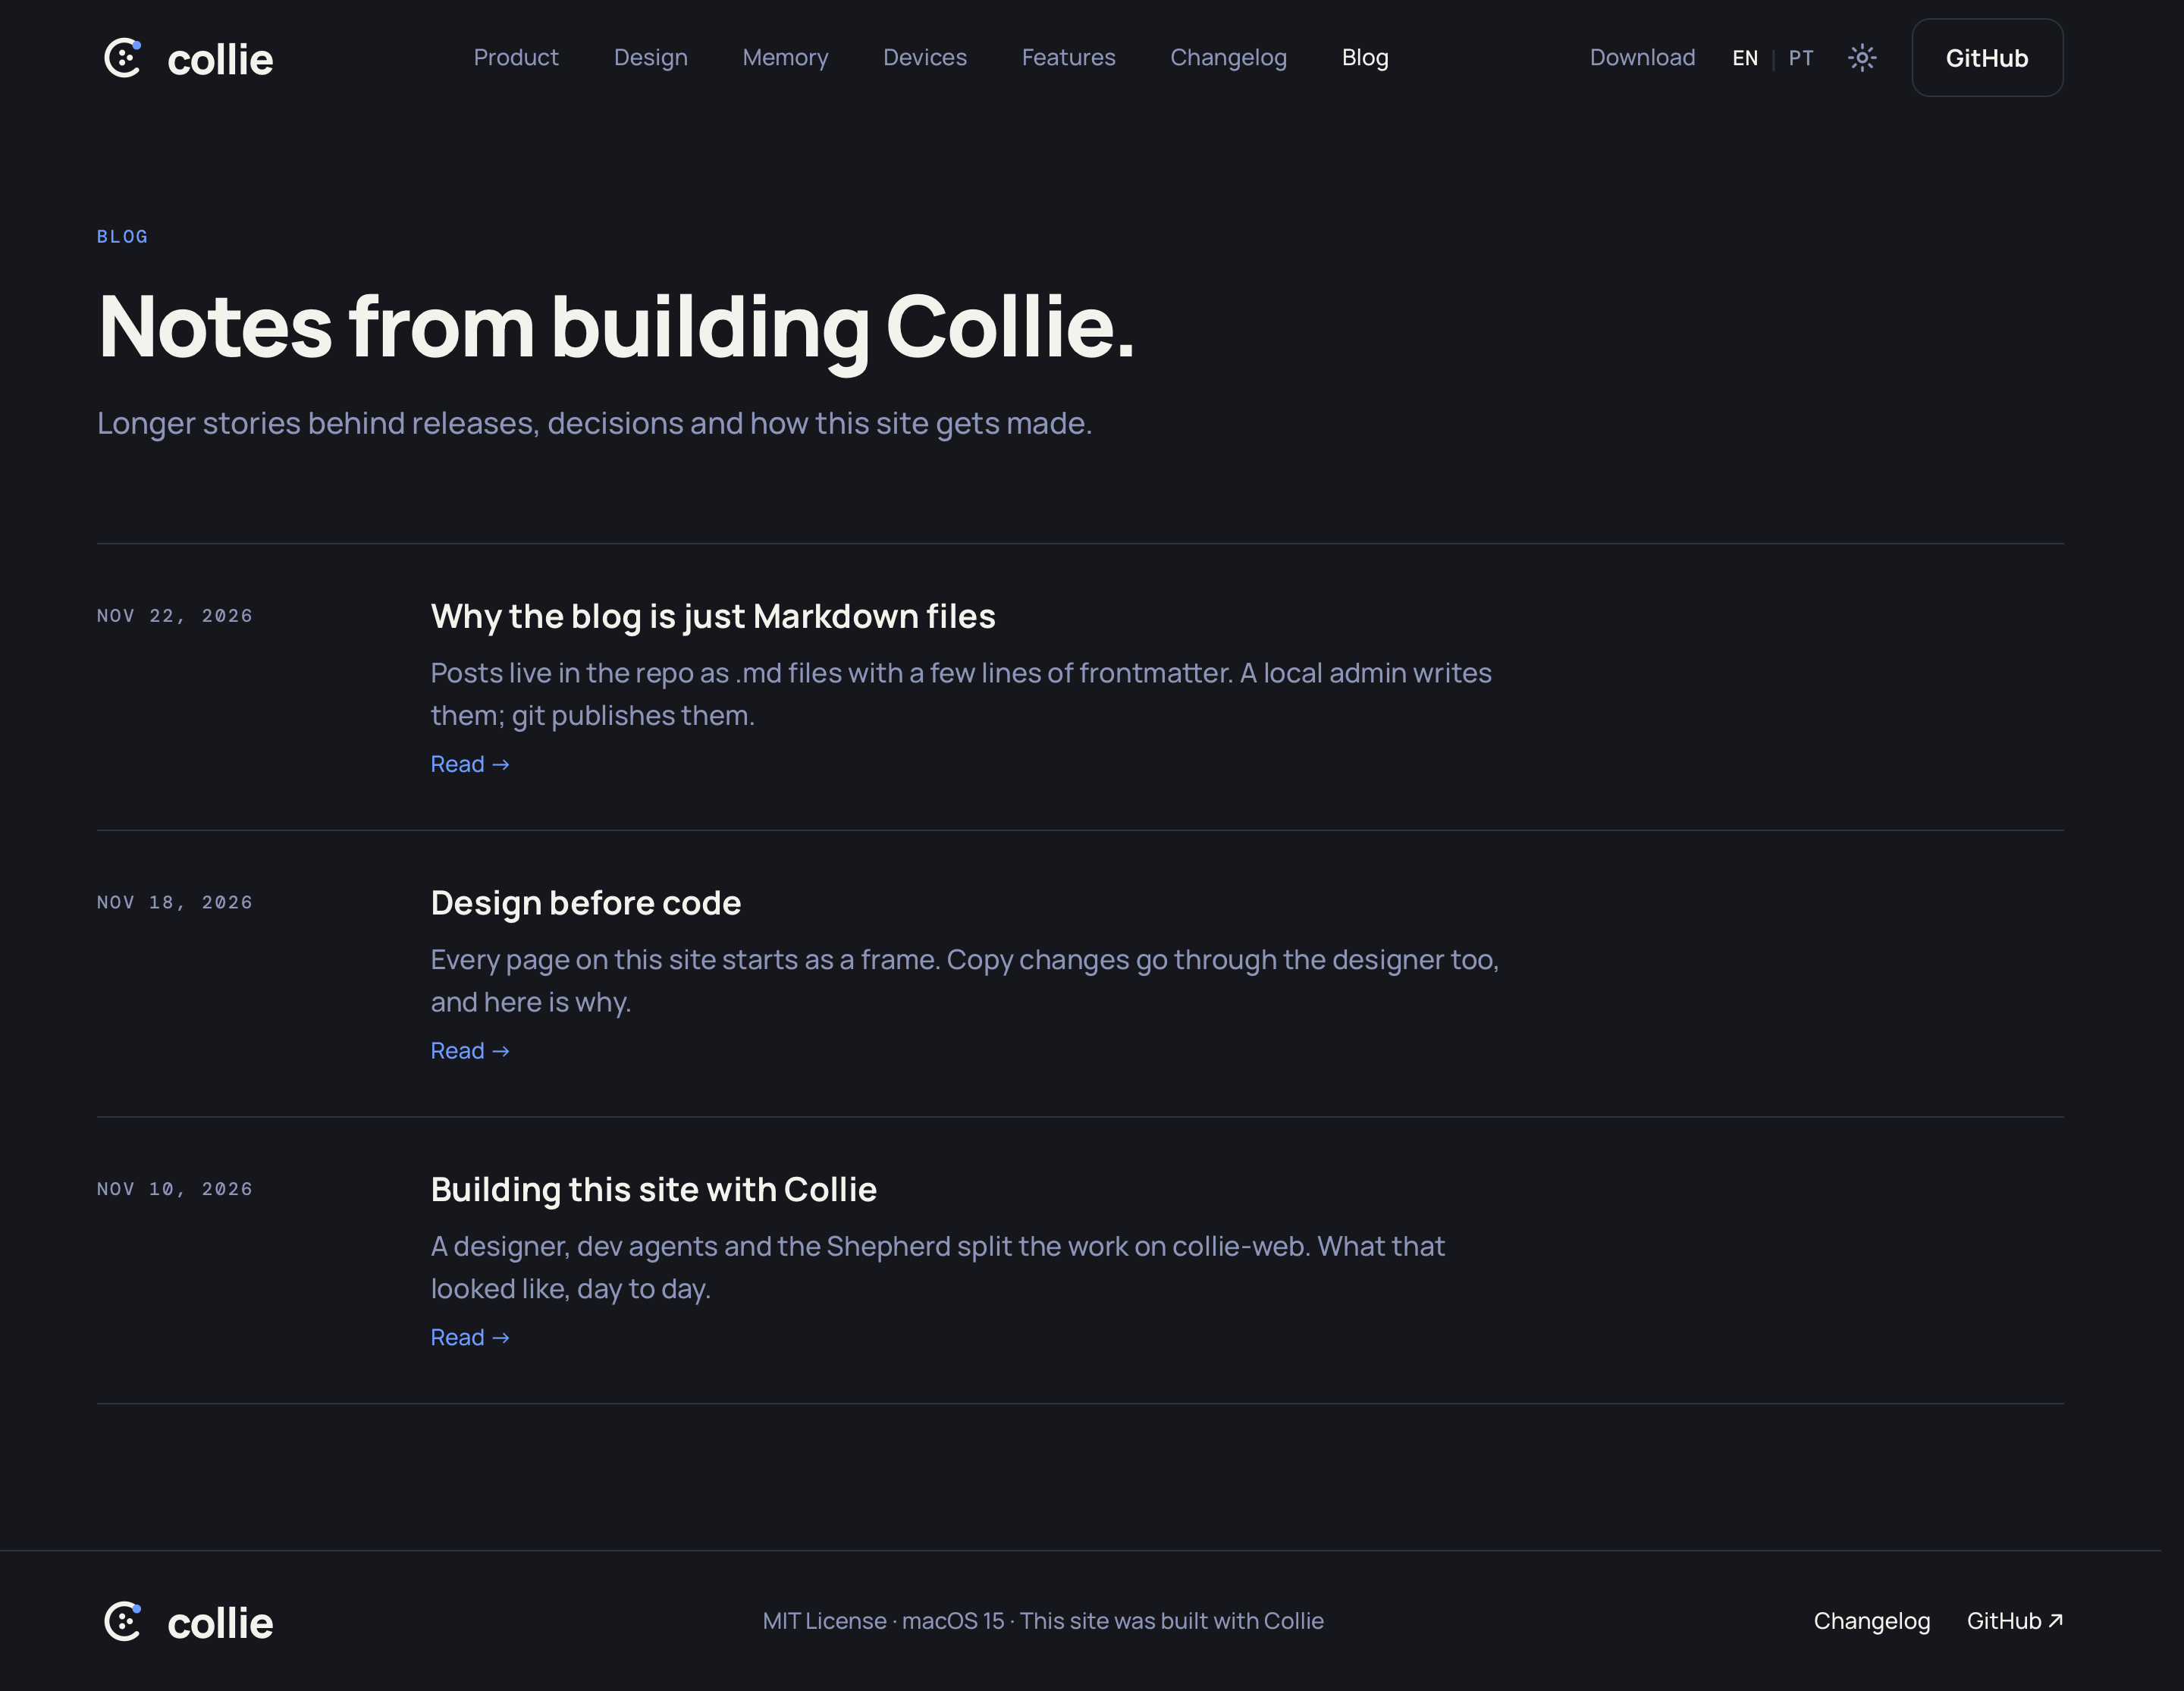 collie
Product Design Memory Devices Features Changelog Blog
Download EN | PT GitHub
BLOG
Notes from building Collie.
Longer stories behind releases, decisions and how this site gets made.
NOV 22, 2026
Why the blog is just Markdown files
Posts live in the repo as .md files with a few lines of frontmatter. A local admin writes
them; git publishes them.
Read →
NOV 18, 2026
Design before code
Every page on this site starts as a frame. Copy changes go through the designer too,
and here is why.
Read →
NOV 10, 2026
Building this site with Collie
A designer, dev agents and the Shepherd split the work on collie-web. What that
looked like, day to day.
Read →
collie
MIT License · macOS 15 · This site was built with Collie
Changelog GitHub ↗